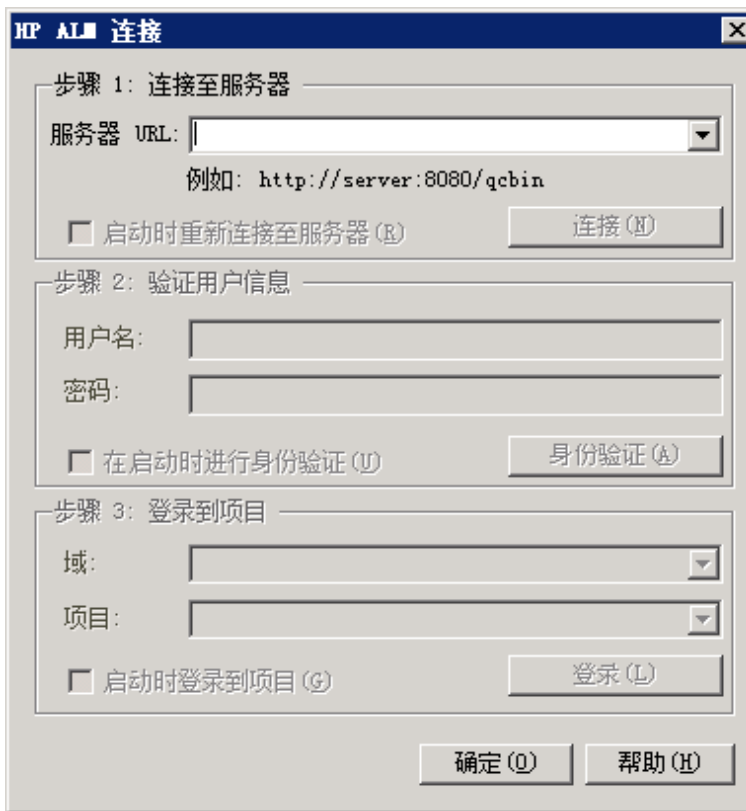 HP ALM 连接
步骤 1: 连接至服务器
服务器 URL:
例如: http://server:8080/qcbin
启动时重新连接至服务器(R)
连接(N)
步骤 2: 验证用户信息
用户名:
密码:
在启动时进行身份验证(U)
身份验证(A)
步骤 3: 登录到项目
域:
项目:
启动时登录到项目(G)
登录(L)
确定(O)
帮助(H)